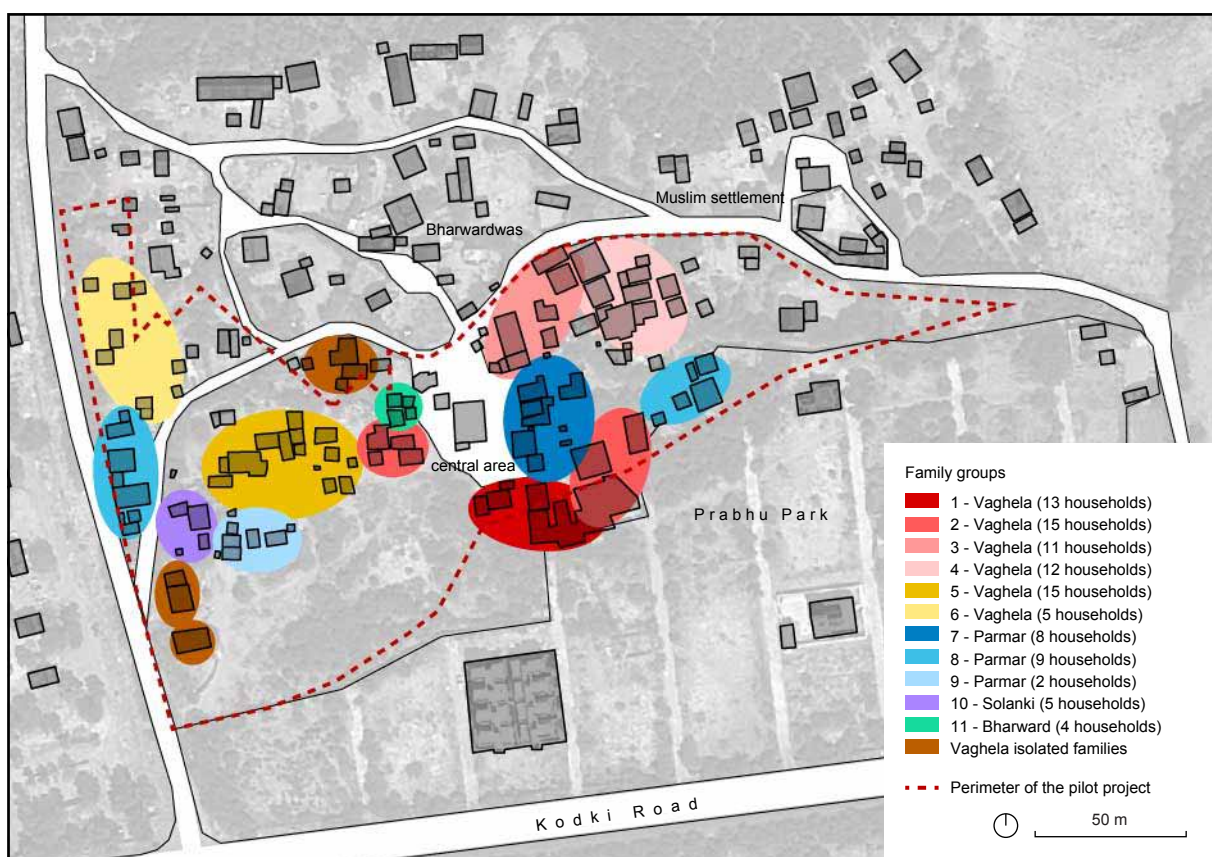 Muslim settlement
Bharwardwas
central area
Prabhu Park
Kodki Road
Family groups
1 - Vaghela (13 households)
2 - Vaghela (15 households)
3 - Vaghela (11 households)
4 - Vaghela (12 households)
5 - Vaghela (15 households)
6 - Vaghela (5 households)
7 - Parmar (8 households)
8 - Parmar (9 households)
9 - Parmar (2 households)
10 - Solanki (5 households)
11 - Bharward (4 households)
Vaghela isolated families
Perimeter of the pilot project
50 m